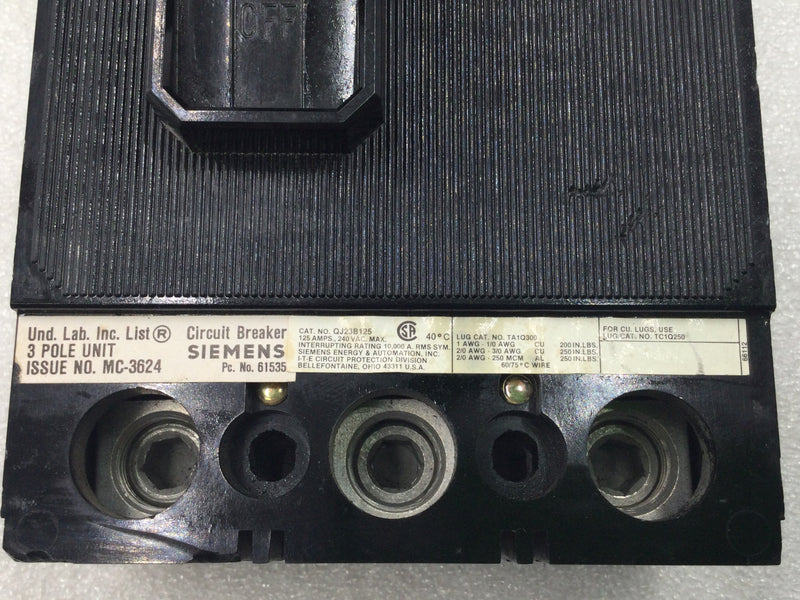 OFF
Und. Lab. Inc. List ®
3 POLE UNIT
ISSUE NO. MC-3624
Circuit Breaker
SIEMENS
Pc. No. 61535
CAT. NO. QJ23B125
125 AMPS., 240 VAC. MAX.
INTERRUPTING RATING 10,000 A. RMS SYM.
SIEMENS ENERGY & AUTOMATION, INC.
I-T-E CIRCUIT PROTECTION DIVISION
BELLEFONTAINE, OHIO 43311 U.S.A.
SA
40°C
LUG CAT. NO. TA1Q300
1 AWG - 1/0 AWG CU 200 IN. LBS.
2/0 AWG - 3/0 AWG CU 250 IN. LBS.
2/0 AWG - 250 MCM AL 250 IN. LBS.
60/75°C WIRE
FOR CU. LUGS, USE
LUG CAT. NO. TC1Q250
66112